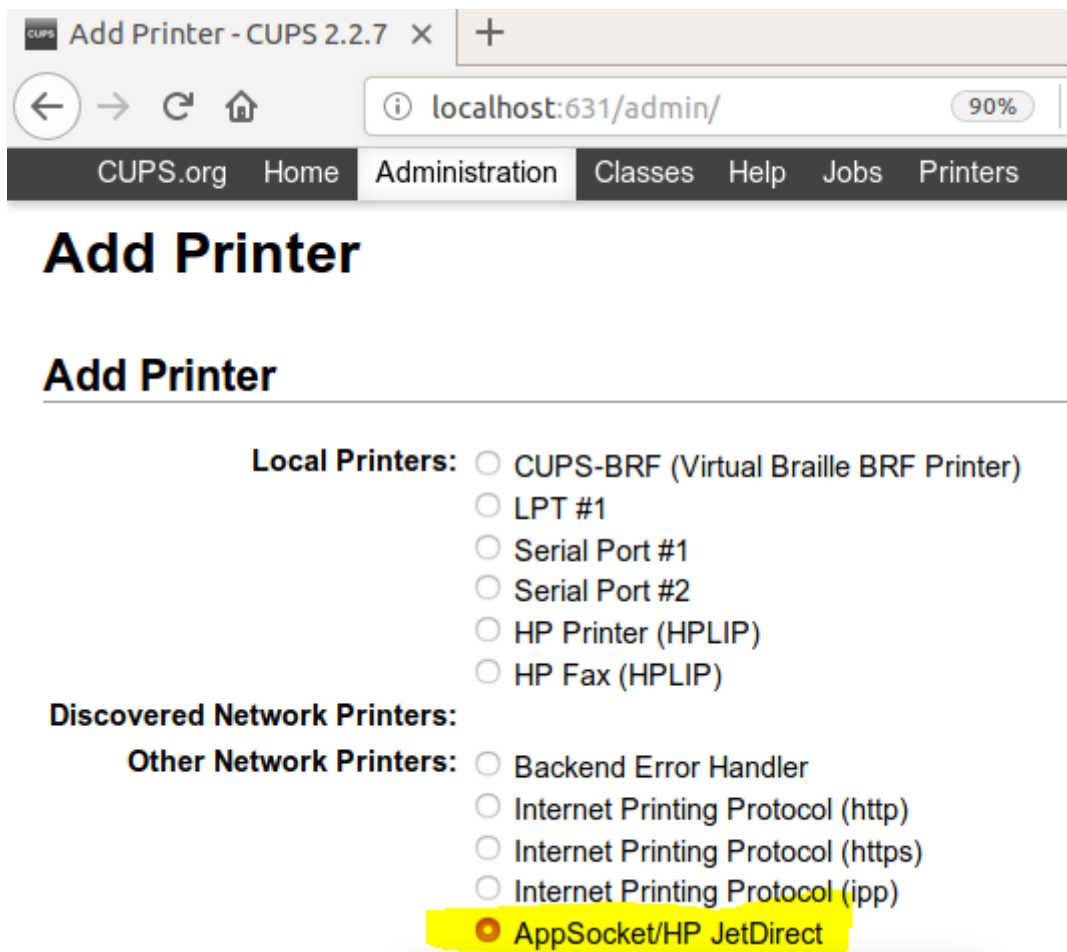 CUPS Add Printer - CUPS 2.2.7 × +
localhost:631/admin/ 90%
CUPS.org Home Administration Classes Help Jobs Printers
Add Printer
Add Printer
Local Printers: CUPS-BRF (Virtual Braille BRF Printer)
LPT #1
Serial Port #1
Serial Port #2
HP Printer (HPLIP)
HP Fax (HPLIP)
Discovered Network Printers:
Other Network Printers: Backend Error Handler
Internet Printing Protocol (http)
Internet Printing Protocol (https)
Internet Printing Protocol (ipp)
AppSocket/HP JetDirect